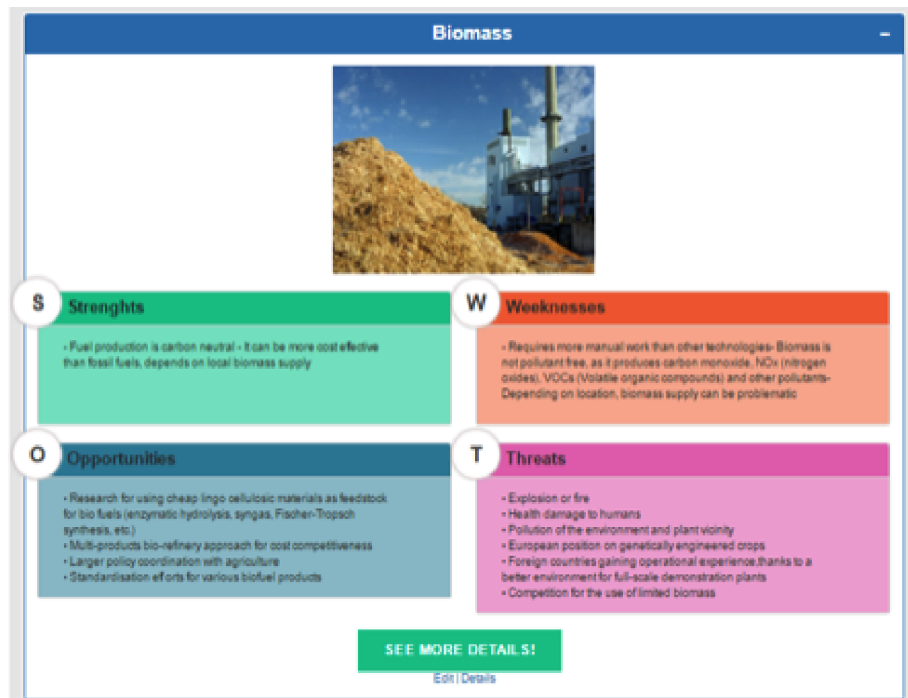 Biomass
–
S
Strenghts
- Fuel production is carbon neutral - It can be more cost effective
than fossil fuels, depends on local biomass supply
W
Weeknesses
- Requires more manual work than other technologies- Biomass is
not pollutant free, as it produces carbon monoxide, NOx (nitrogen
oxides), VOCs (Volatile organic compounds) and other pollutants-
Depending on location, biomass supply can be problematic
O
Opportunities
• Research for using cheap lingo cellulosic materials as feedstock
for bio fuels (enzymatic hydrolysis, syngas, Fischer-Tropsch
synthesis, etc.)
• Multi-products bio-refinery approach for cost competitiveness
• Larger policy coordination with agriculture
• Standardisation efforts for various biofuel products
T
Threats
• Explosion or fire
• Health damage to humans
• Pollution of the environment and plant vicinity
• European position on genetically engineered crops
• Foreign countries gaining operational experience,thanks to a
better environment for full-scale demonstration plants
• Competition for the use of limited biomass
SEE MORE DETAILS!
Edit | Details